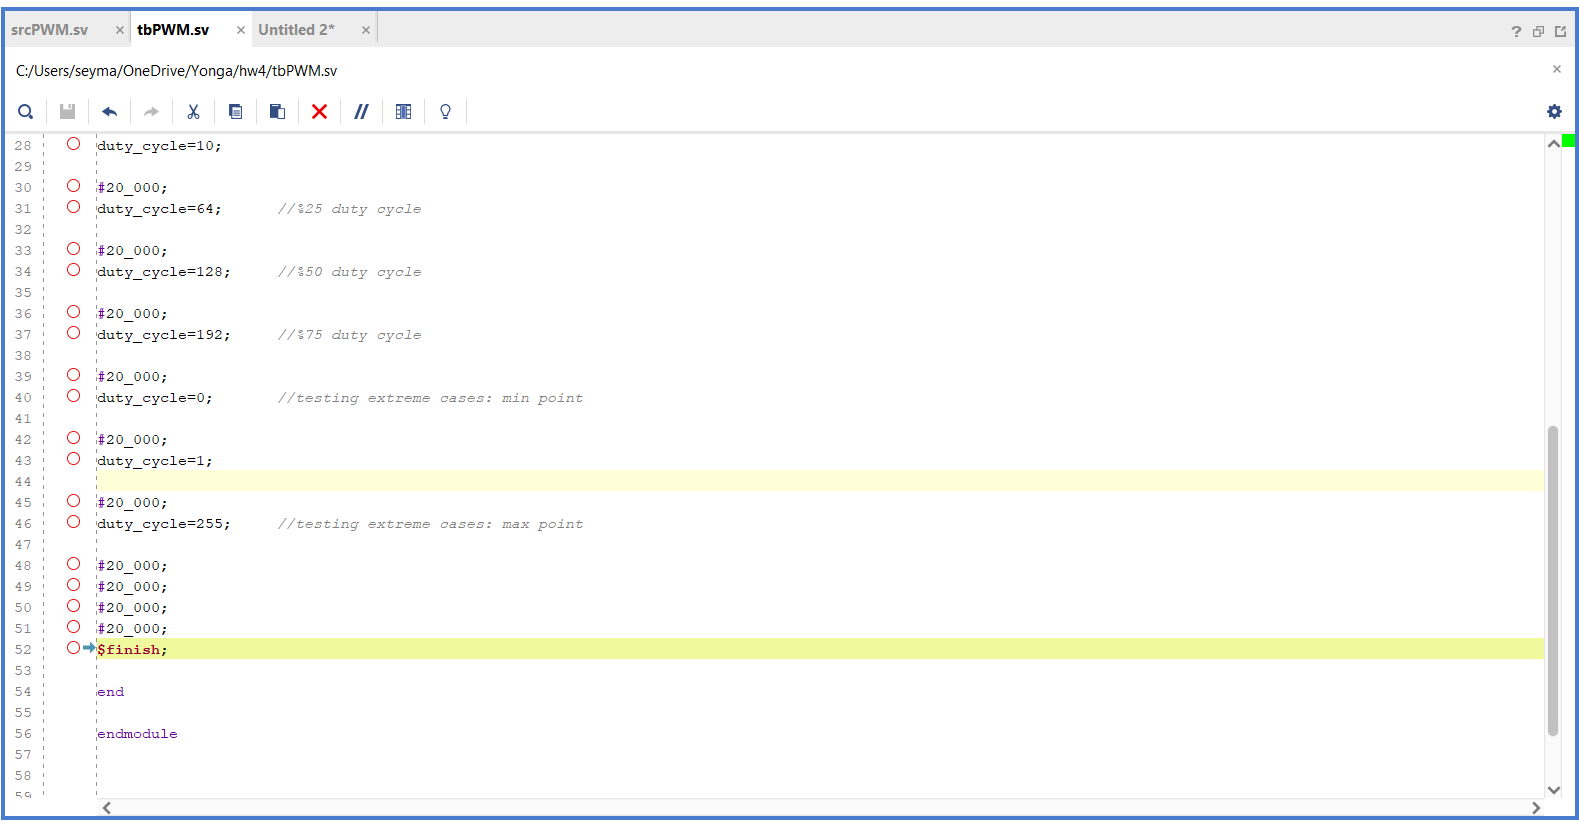 srcPWM.sv × tbPWM.sv × Untitled 2* × ?
C:/Users/seyma/OneDrive/Yonga/hw4/tbPWM.sv ×
28 duty_cycle=10;
29
30 #20_000;
31 duty_cycle=64; //%25 duty cycle
32
33 #20_000;
34 duty_cycle=128; //%50 duty cycle
35
36 #20_000;
37 duty_cycle=192; //%75 duty cycle
38
39 #20_000;
40 duty_cycle=0; //testing extreme cases: min point
41
42 #20_000;
43 duty_cycle=1;
44
45 #20_000;
46 duty_cycle=255; //testing extreme cases: max point
47
48 #20_000;
49 #20_000;
50 #20_000;
51 #20_000;
52 $finish;
53
54 end
55
56 endmodule
57
58
59